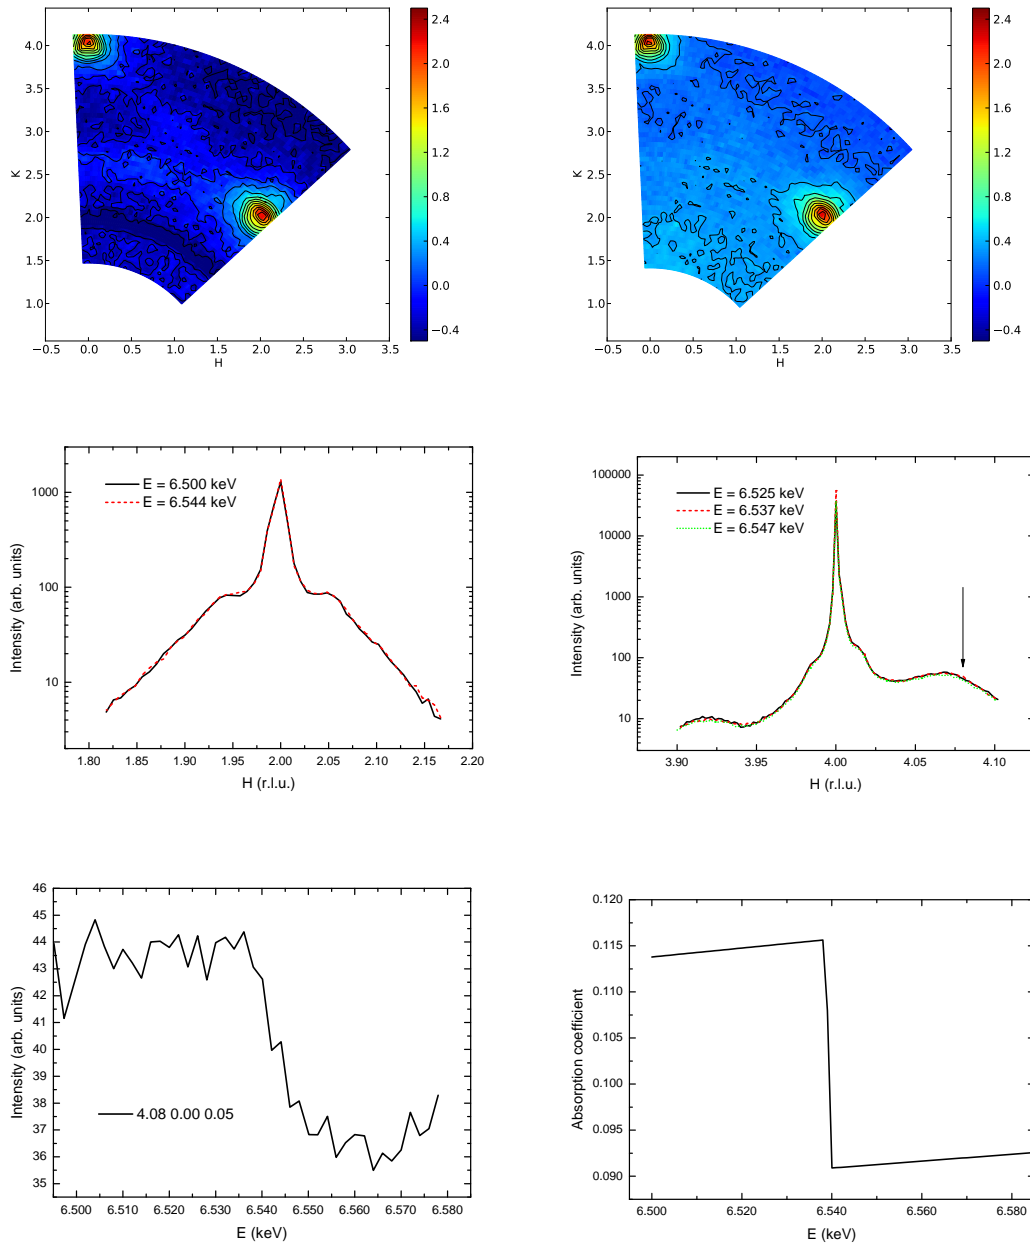 4.0
3.5
3.0
2.5
2.0
1.5
1.0
K
−0.5 0.0 0.5 1.0 1.5 2.0 2.5 3.0 3.5
H
2.4
2.0
1.6
1.2
0.8
0.4
0.0
−0.4
4.0
3.5
3.0
2.5
2.0
1.5
1.0
K
−0.5 0.0 0.5 1.0 1.5 2.0 2.5 3.0 3.5
H
2.4
2.0
1.6
1.2
0.8
0.4
0.0
−0.4
1000
100
10
Intensity (arb. units)
E = 6.500 keV
E = 6.544 keV
1.80 1.85 1.90 1.95 2.00 2.05 2.10 2.15 2.20
H (r.l.u.)
100000
10000
1000
100
10
Intensity (arb. units)
E = 6.525 keV
E = 6.537 keV
E = 6.547 keV
3.90 3.95 4.00 4.05 4.10
H (r.l.u.)
46
45
44
43
42
41
40
39
38
37
36
35
Intensity (arb. units)
4.08 0.00 0.05
6.500 6.510 6.520 6.530 6.540 6.550 6.560 6.570 6.580
E (keV)
0.120
0.115
0.110
0.105
0.100
0.095
0.090
Absorption coefficient
6.500 6.520 6.540 6.560 6.580
E (keV)